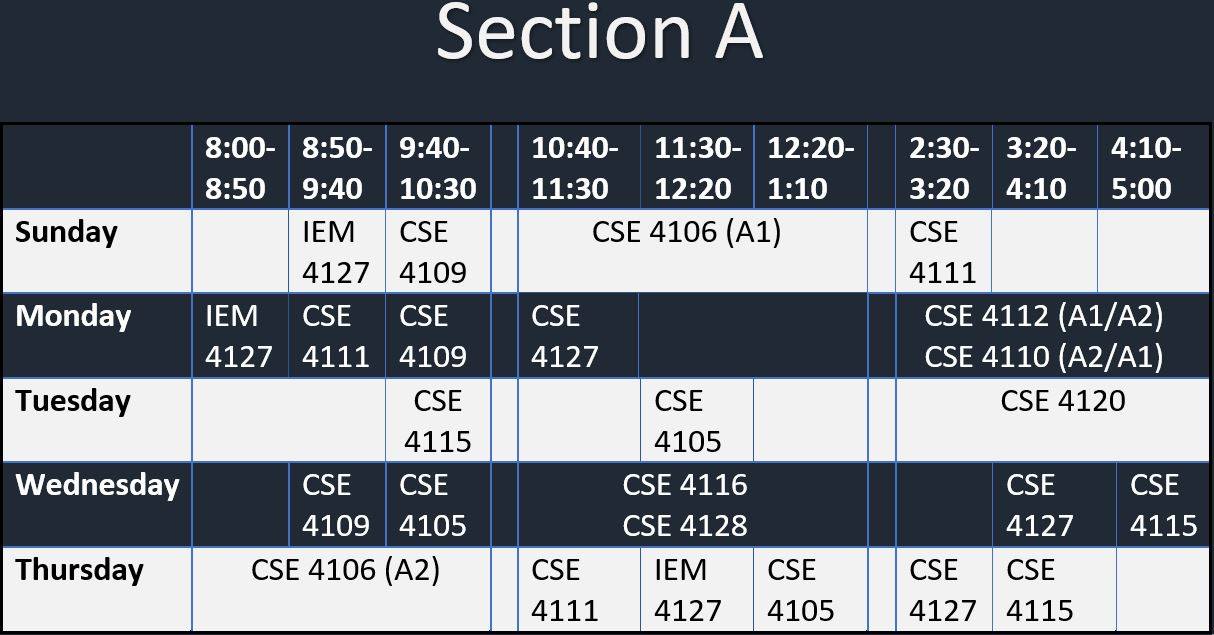 Section A
8:00- 8:50- 9:40- 10:40- 11:30- 12:20- 2:30- 3:20- 4:10-
8:50 9:40 10:30 11:30 12:20 1:10 3:20 4:10 5:00
Sunday IEM CSE CSE 4106 (A1) CSE
4127 4109 4111
Monday IEM CSE CSE CSE CSE 4112 (A1/A2)
4127 4111 4109 4127 CSE 4110 (A2/A1)
Tuesday CSE CSE CSE 4120
4115 4105
Wednesday CSE CSE CSE 4116 CSE CSE
4109 4105 CSE 4128 4127 4115
Thursday CSE 4106 (A2) CSE IEM CSE CSE CSE
4111 4127 4105 4127 4115